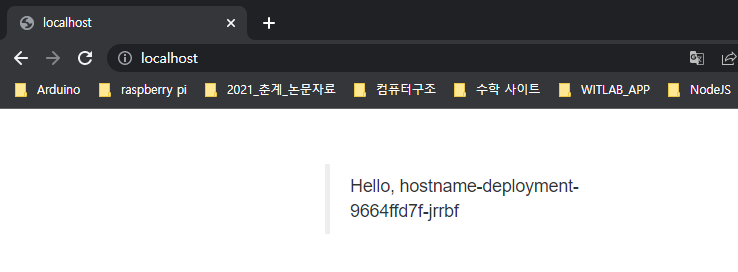 localhost
localhost
Arduino raspberry pi 2021_춘계_논문자료 컴퓨터구조 수학 사이트 WITLAB_APP NodeJS
Hello, hostname-deployment-
9664ffd7f-jrrbf